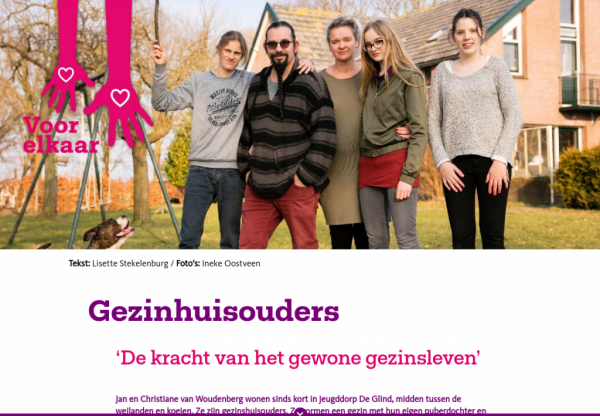 Voor
elkaar
Tekst: Lisette Stekelenburg / Foto's: Ineke Oostveen
Gezinhuisouders
‘De kracht van het gewone gezinsleven’
Jan en Christiane van Woudenberg wonen sinds kort in jeugddorp De Glind, midden tussen de
weilanden en koeien. Ze zijn gezinshuisouders. Ze vormen een gezin met hun eigen puberdochter en